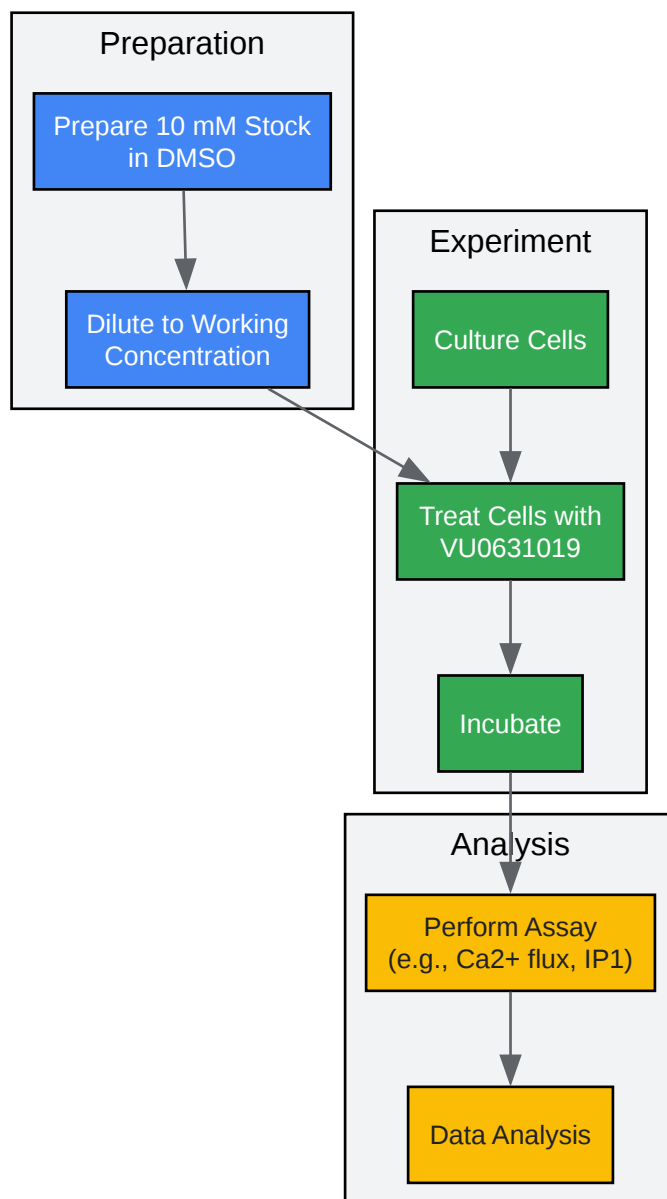 Preparation
Prepare 10 mM Stock
in DMSO
Dilute to Working
Concentration
Experiment
Culture Cells
Treat Cells with
VU0631019
Incubate
Analysis
Perform Assay
(e.g., Ca2+ flux, IP1)
Data Analysis